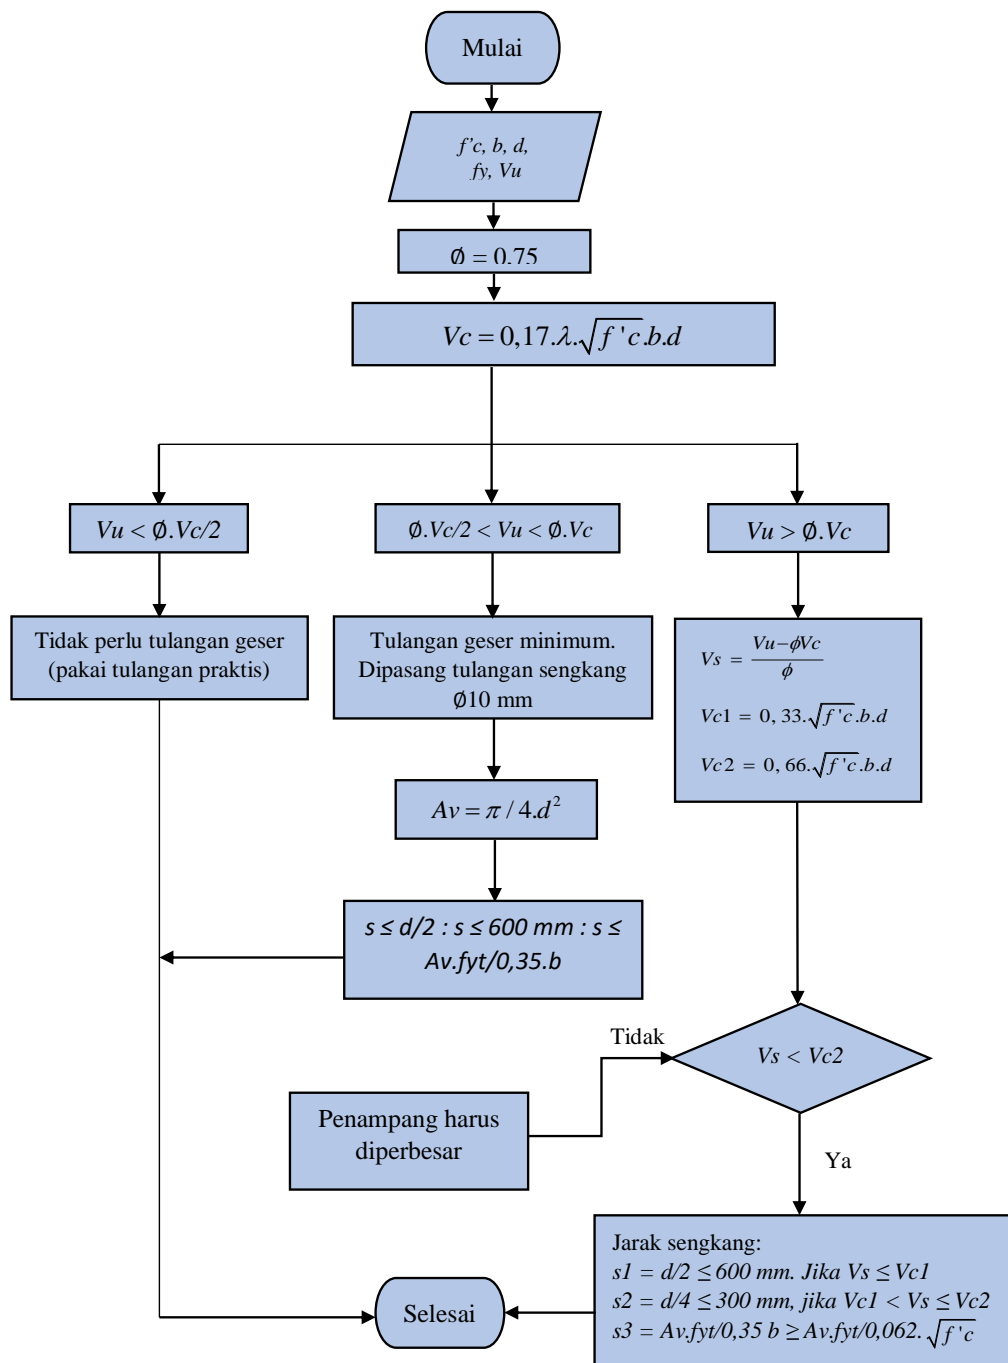 Mulai
f'c, b, d,
fy, Vu
Ø = 0.75
Vc = 0,17.λ.√f'c.b.d
Vu < Ø.Vc/2
Ø.Vc/2 < Vu < Ø.Vc
Vu > Ø.Vc
Tidak perlu tulangan geser
(pakai tulangan praktis)
Tulangan geser minimum.
Dipasang tulangan sengkang
Ø10 mm
Vs = (Vu−ϕVc)/ϕ
Vc1 = 0,33.√f'c.b.d
Vc2 = 0,66.√f'c.b.d
Av = π / 4.d²
s ≤ d/2 : s ≤ 600 mm : s ≤
Av.fyt/0,35.b
Tidak
Vs < Vc2
Penampang harus
diperbesar
Ya
Jarak sengkang:
s1 = d/2 ≤ 600 mm. Jika Vs ≤ Vc1
s2 = d/4 ≤ 300 mm, jika Vc1 < Vs ≤ Vc2
s3 = Av.fyt/0,35 b ≥ Av.fyt/0,062.√f'c
Selesai